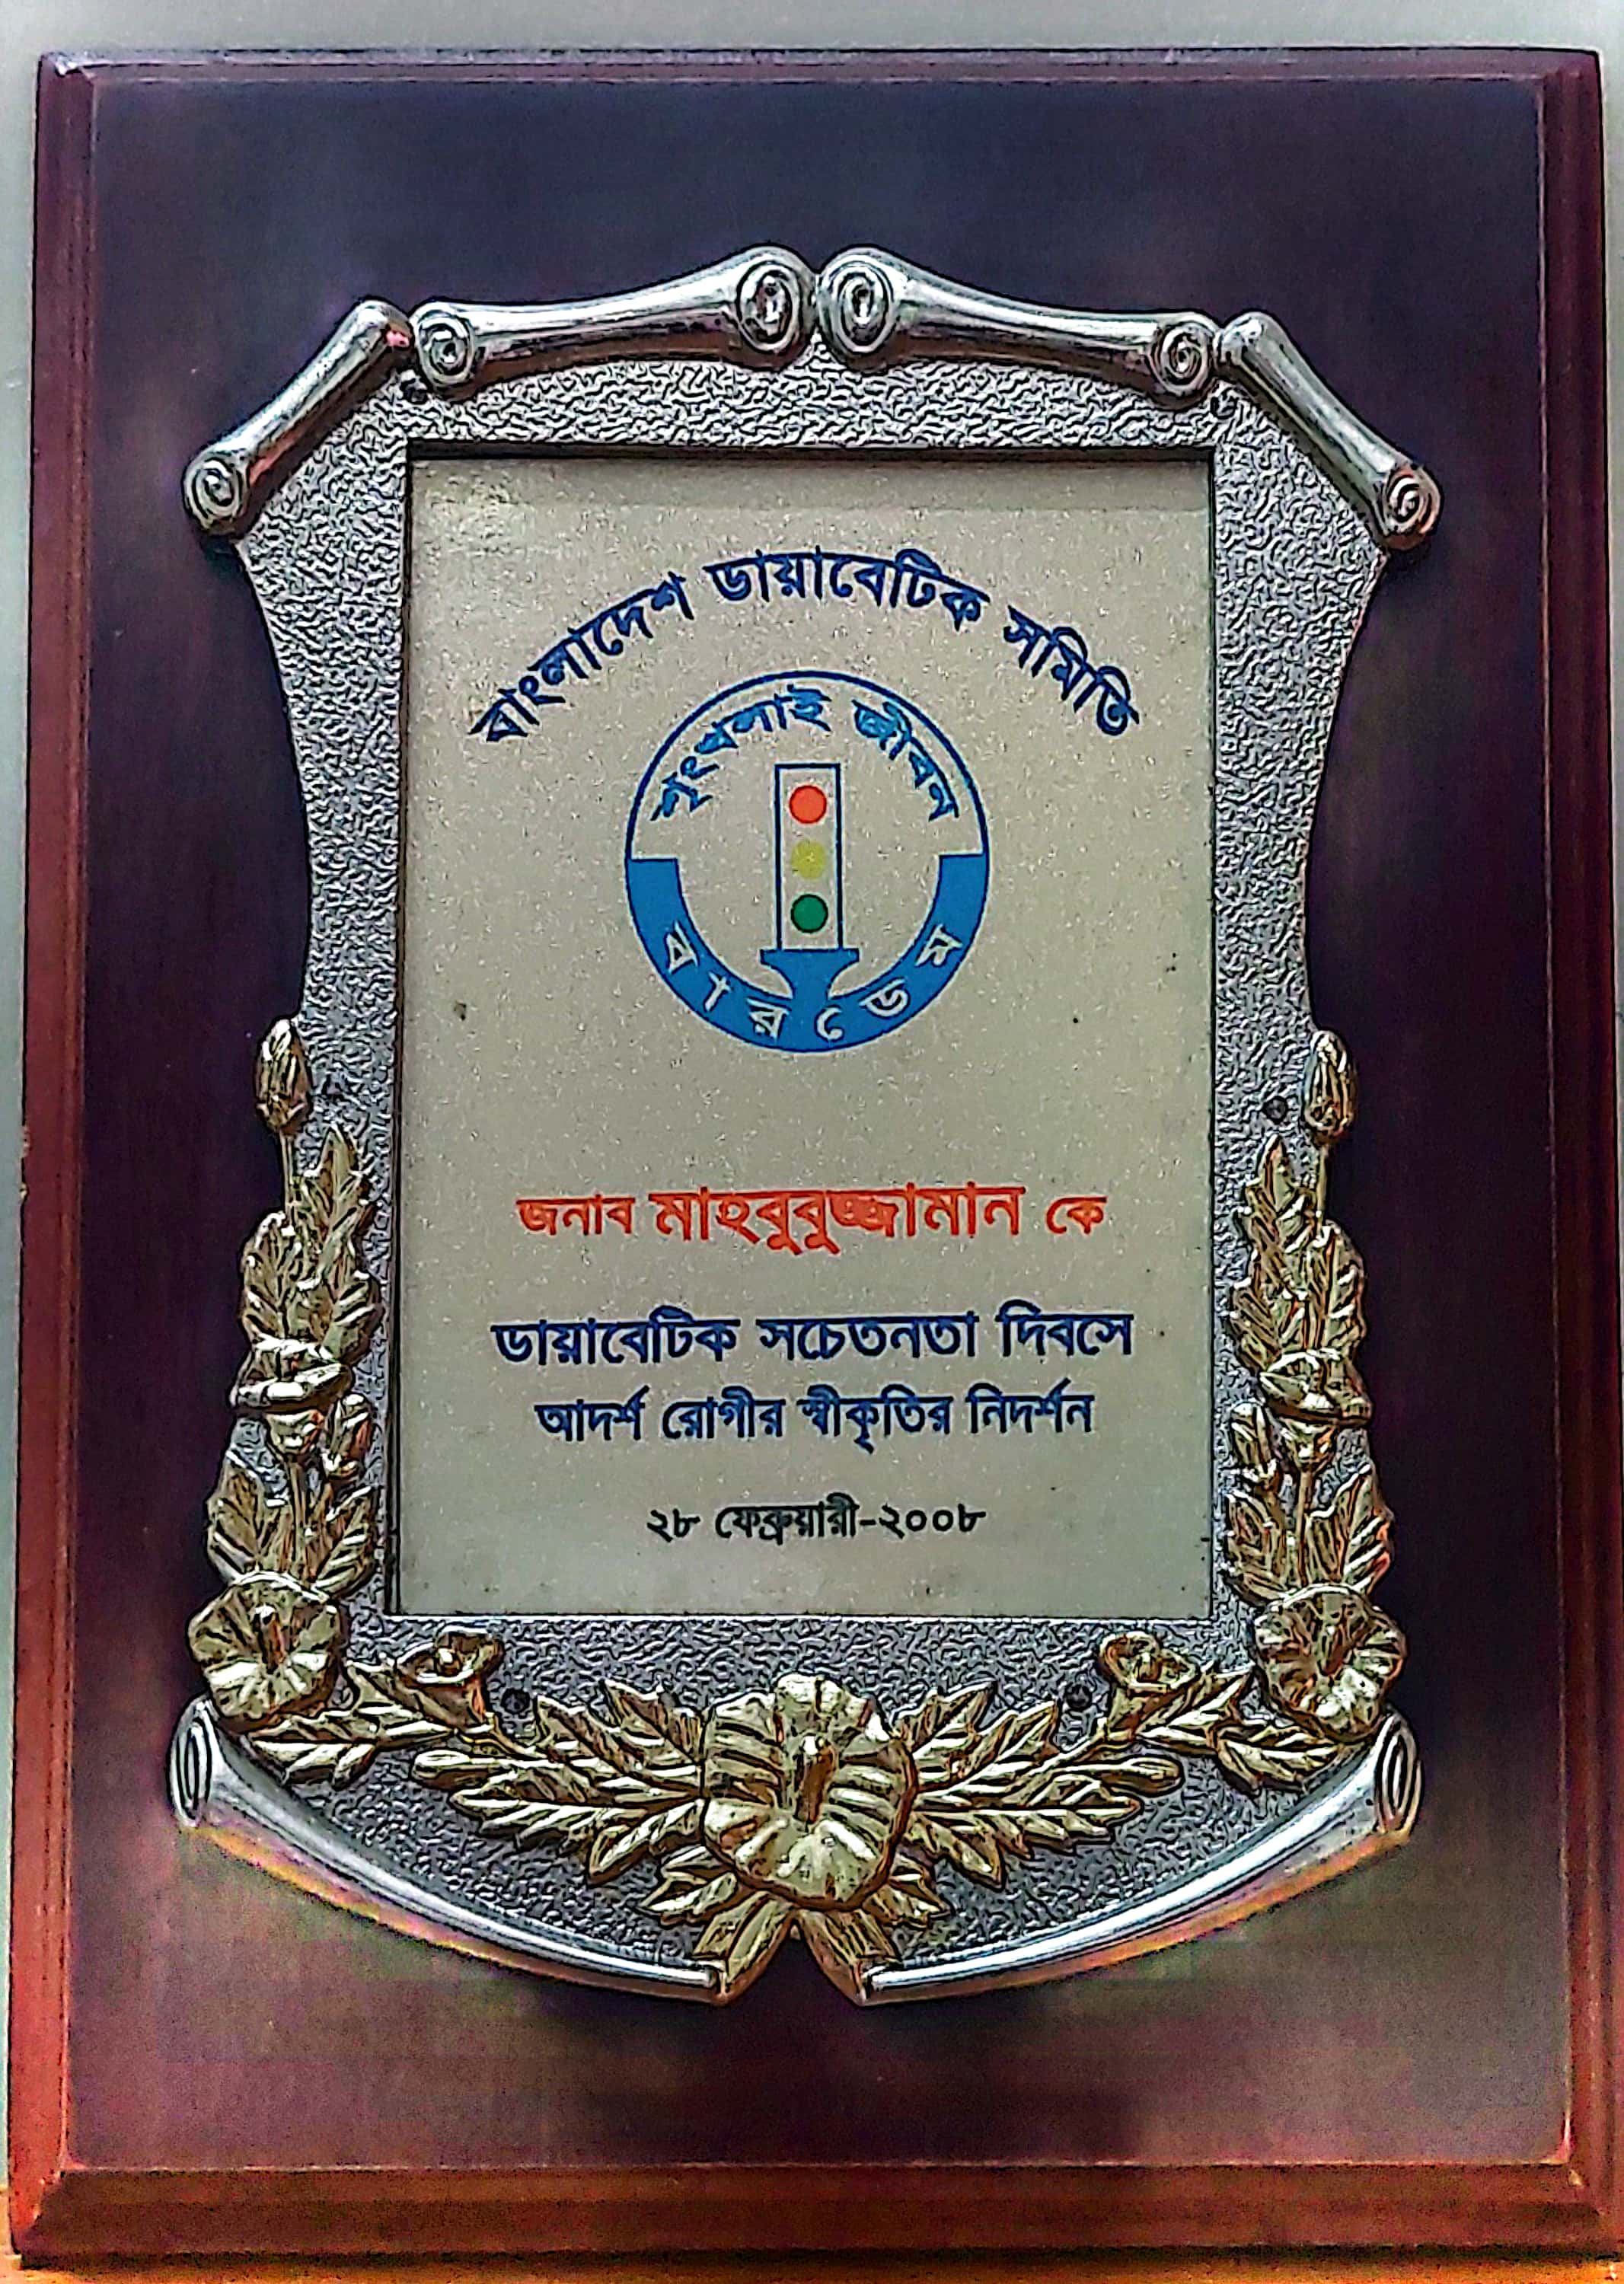 বাংলাদেশ ডায়াবেটিক সমিতি
শৃংখলাই জীবন
বারডেম
জনাব মাহবুবুজ্জামান কে
ডায়াবেটিক সচেতনতা দিবসে
আদর্শ রোগীর স্বীকৃতির নিদর্শন
২৮ ফেব্রুয়ারী-২০০৮